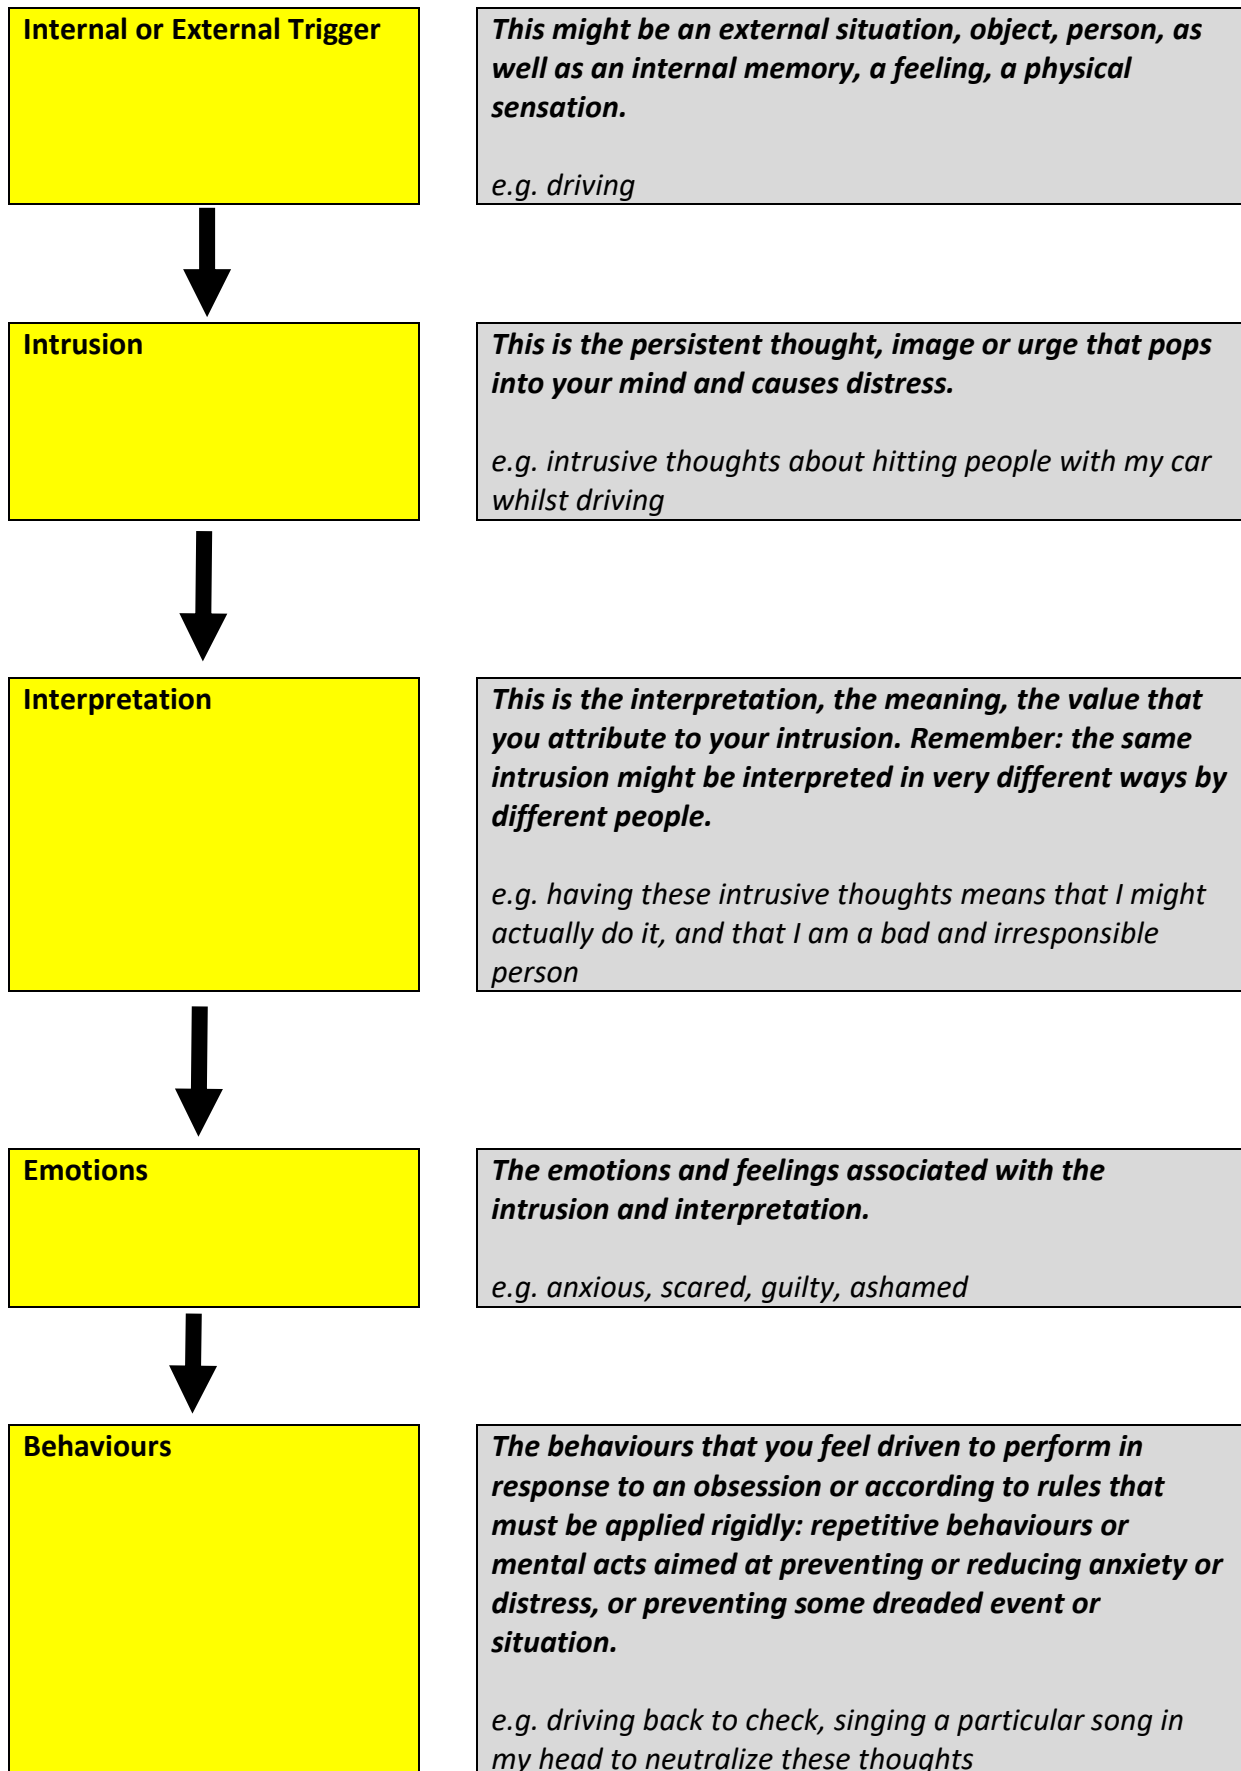 Internal or External Trigger
This might be an external situation, object, person, as
well as an internal memory, a feeling, a physical
sensation.
e.g. driving
Intrusion
This is the persistent thought, image or urge that pops
into your mind and causes distress.
e.g. intrusive thoughts about hitting people with my car
whilst driving
Interpretation
This is the interpretation, the meaning, the value that
you attribute to your intrusion. Remember: the same
intrusion might be interpreted in very different ways by
different people.
e.g. having these intrusive thoughts means that I might
actually do it, and that I am a bad and irresponsible
person
Emotions
The emotions and feelings associated with the
intrusion and interpretation.
e.g. anxious, scared, guilty, ashamed
Behaviours
The behaviours that you feel driven to perform in
response to an obsession or according to rules that
must be applied rigidly: repetitive behaviours or
mental acts aimed at preventing or reducing anxiety or
distress, or preventing some dreaded event or
situation.
e.g. driving back to check, singing a particular song in
my head to neutralize these thoughts